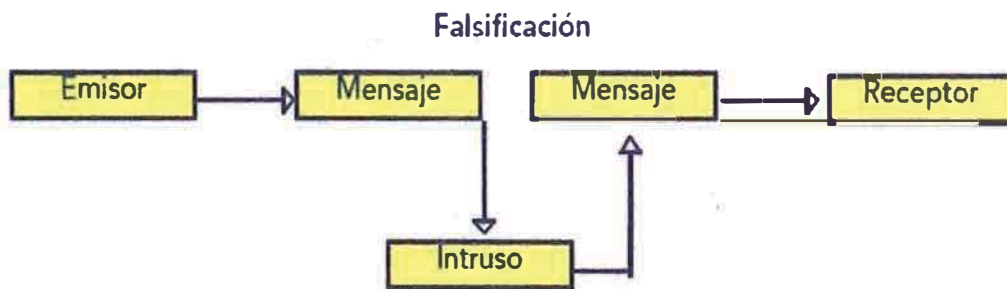 Falsificación
Emisor
Mensaje
Mensaje
Receptor
Intruso